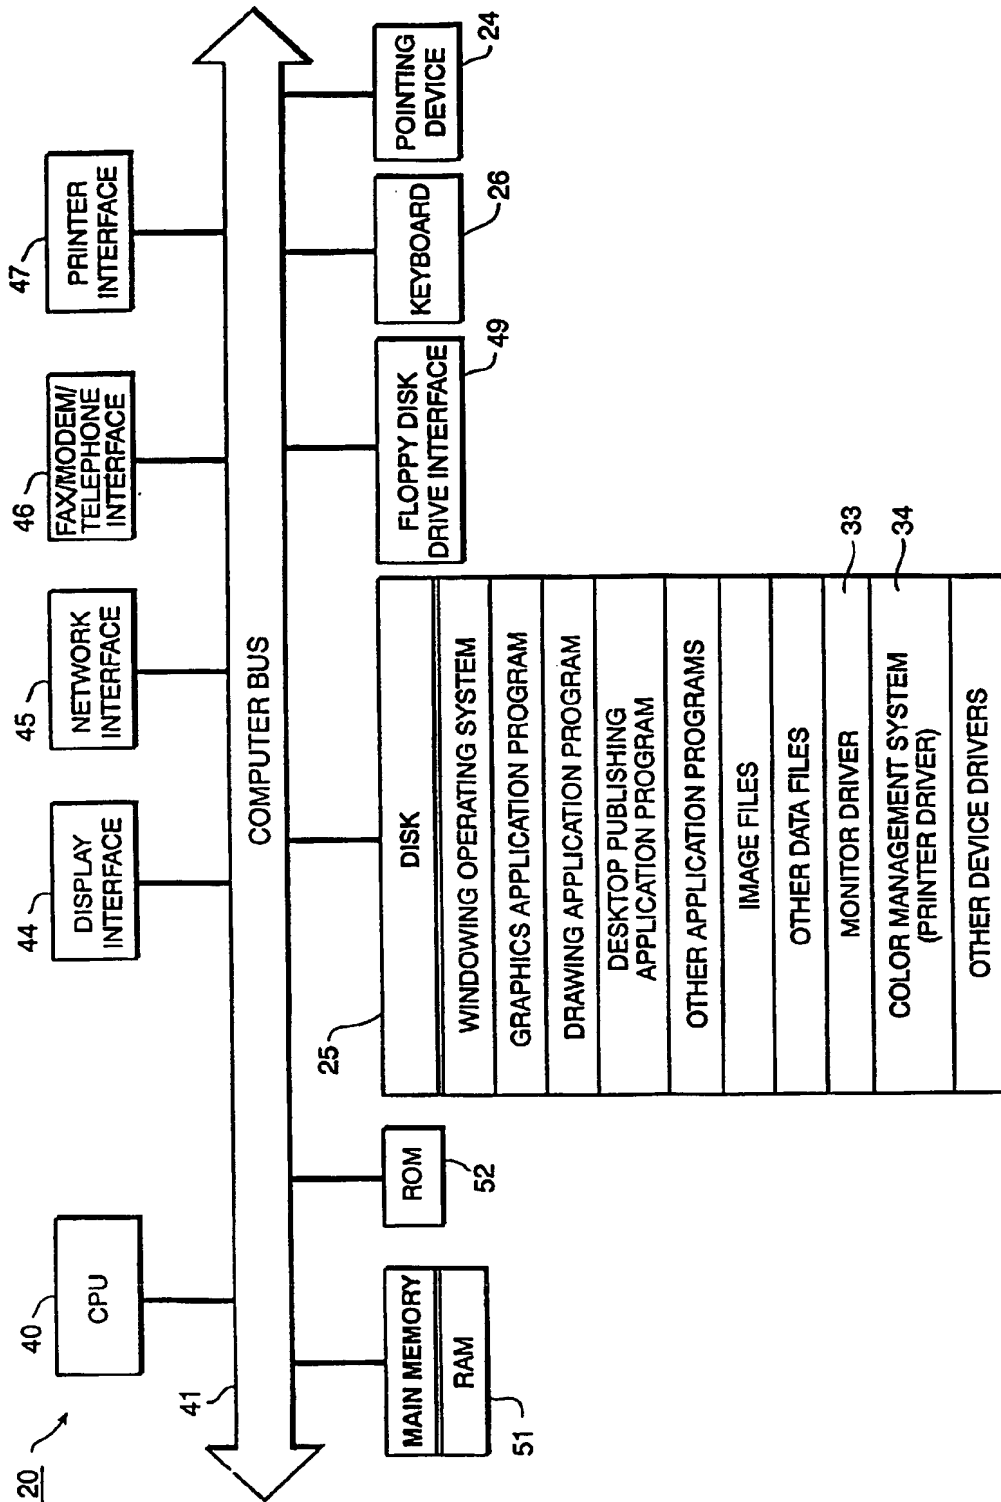 20
40
CPU
44
DISPLAY
INTERFACE
45
NETWORK
INTERFACE
46
FAX/MODEM/
TELEPHONE
INTERFACE
47
PRINTER
INTERFACE
41
COMPUTER BUS
MAIN MEMORY
RAM
51
ROM
52
25
DISK
WINDOWING OPERATING SYSTEM
GRAPHICS APPLICATION PROGRAM
DRAWING APPLICATION PROGRAM
DESKTOP PUBLISHING
APPLICATION PROGRAM
OTHER APPLICATION PROGRAMS
IMAGE FILES
OTHER DATA FILES
MONITOR DRIVER
33
COLOR MANAGEMENT SYSTEM
(PRINTER DRIVER)
34
OTHER DEVICE DRIVERS
FLOPPY DISK
DRIVE INTERFACE
49
KEYBOARD
26
POINTING
DEVICE
24